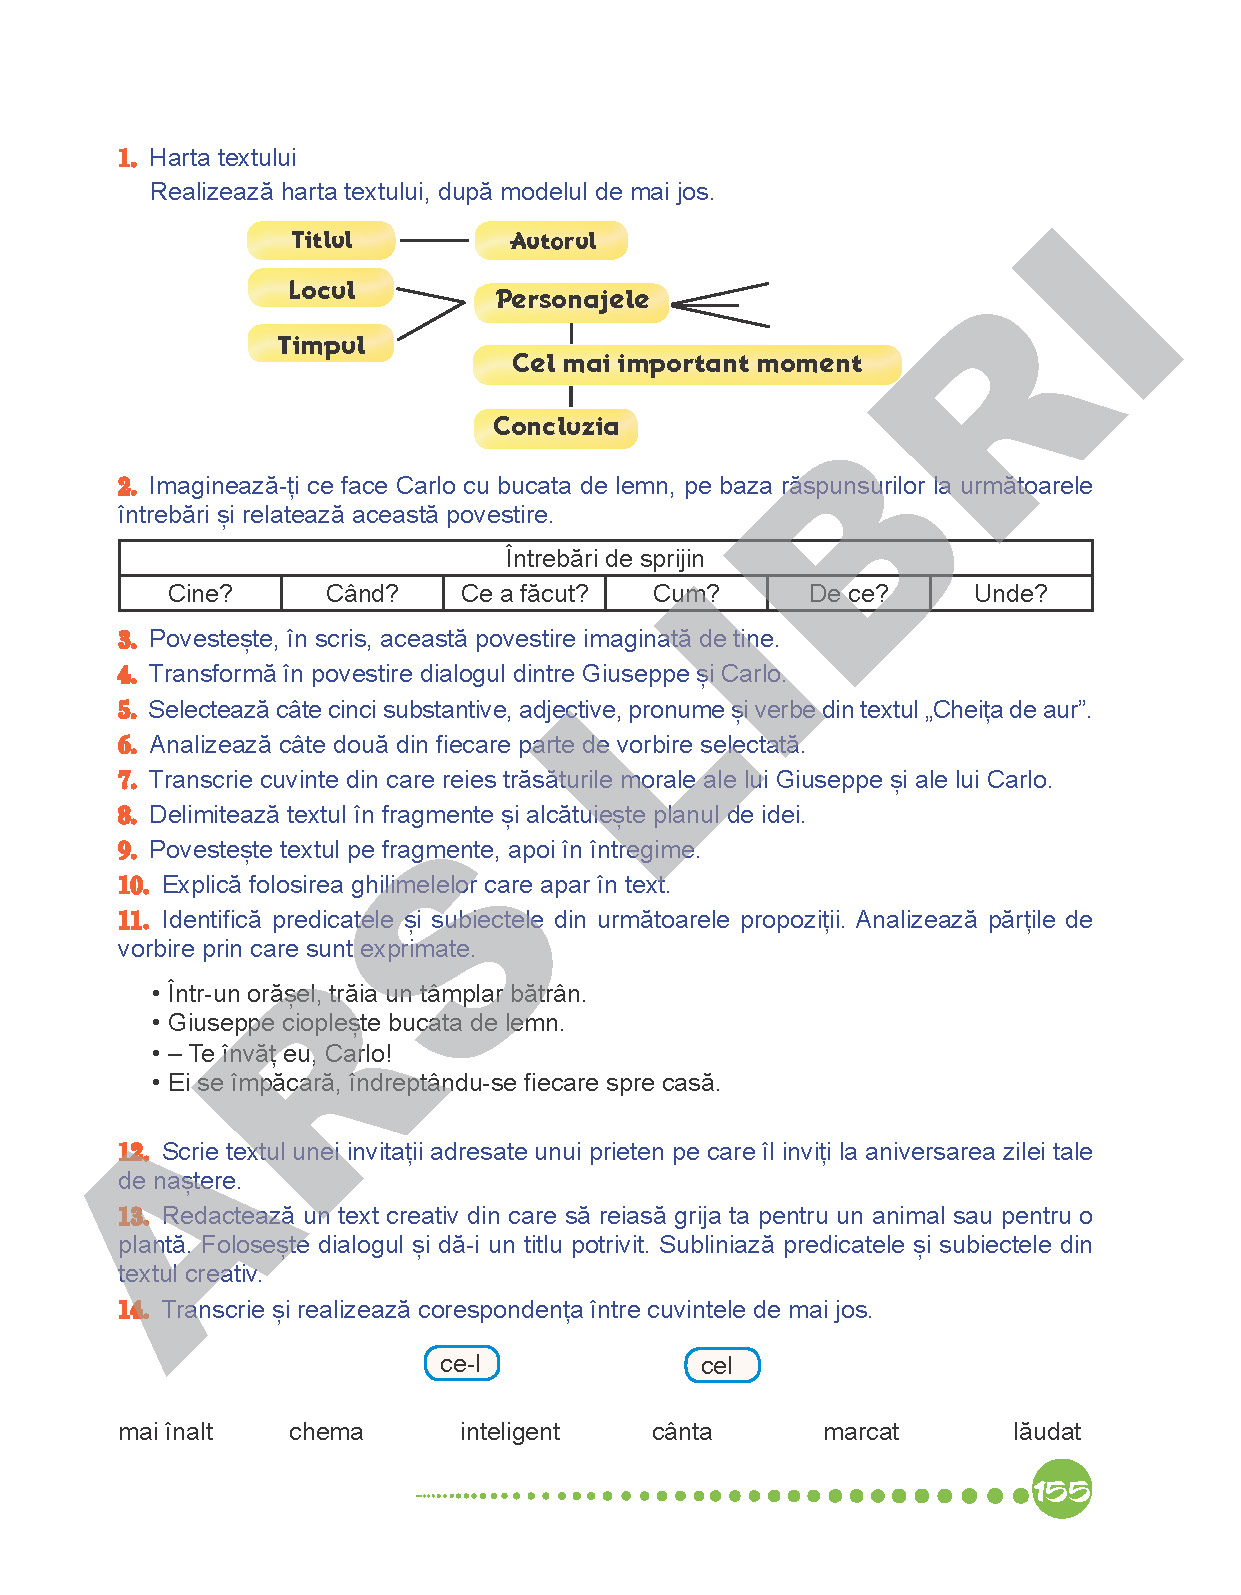 1. Harta textului
Realizează harta textului, după modelul de mai jos.
Titlul Autorul
Locul
Personajele
Timpul
Cel mai important moment
Concluzia
2. Imaginează-ți ce face Carlo cu bucata de lemn, pe baza răspunsurilor la următoarele
întrebări și relatează această povestire.
Întrebări de sprijin
Cine? Când? Ce a făcut? Cum? De ce? Unde?
3. Povestește, în scris, această povestire imaginată de tine.
4. Transformă în povestire dialogul dintre Giuseppe și Carlo.
5. Selectează câte cinci substantive, adjective, pronume și verbe din textul „Cheița de aur”.
6. Analizează câte două din fiecare parte de vorbire selectată.
7. Transcrie cuvinte din care reies trăsăturile morale ale lui Giuseppe și ale lui Carlo.
8. Delimitează textul în fragmente și alcătuiește planul de idei.
9. Povestește textul pe fragmente, apoi în întregime.
10. Explică folosirea ghilimelelor care apar în text.
11. Identifică predicatele și subiectele din următoarele propoziții. Analizează părțile de
vorbire prin care sunt exprimate.
• Într-un orășel, trăia un tâmplar bătrân.
• Giuseppe cioplește bucata de lemn.
• – Te învăț eu, Carlo!
• Ei se împăcară, îndreptându-se fiecare spre casă.
12. Scrie textul unei invitații adresate unui prieten pe care îl inviți la aniversarea zilei tale
de naștere.
13. Redactează un text creativ din care să reiasă grija ta pentru un animal sau pentru o
plantă. Folosește dialogul și dă-i un titlu potrivit. Subliniază predicatele și subiectele din
textul creativ.
14. Transcrie și realizează corespondența între cuvintele de mai jos.
ce-l cel
mai înalt chema inteligent cânta marcat lăudat
155
ARS LIBRI